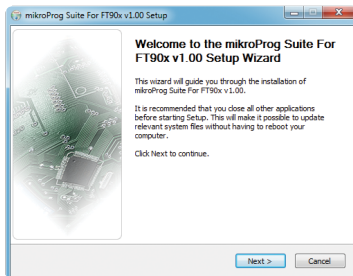 mikroProg Suite For FT90x v1.00 Setup
Welcome to the mikroProg Suite For
FT90x v1.00 Setup Wizard
This wizard will guide you through the installation of
mikroProg Suite For FT90x v1.00.
It is recommended that you close all other applications
before starting Setup. This will make it possible to update
relevant system files without having to reboot your
computer.
Click Next to continue.
Next >
Cancel